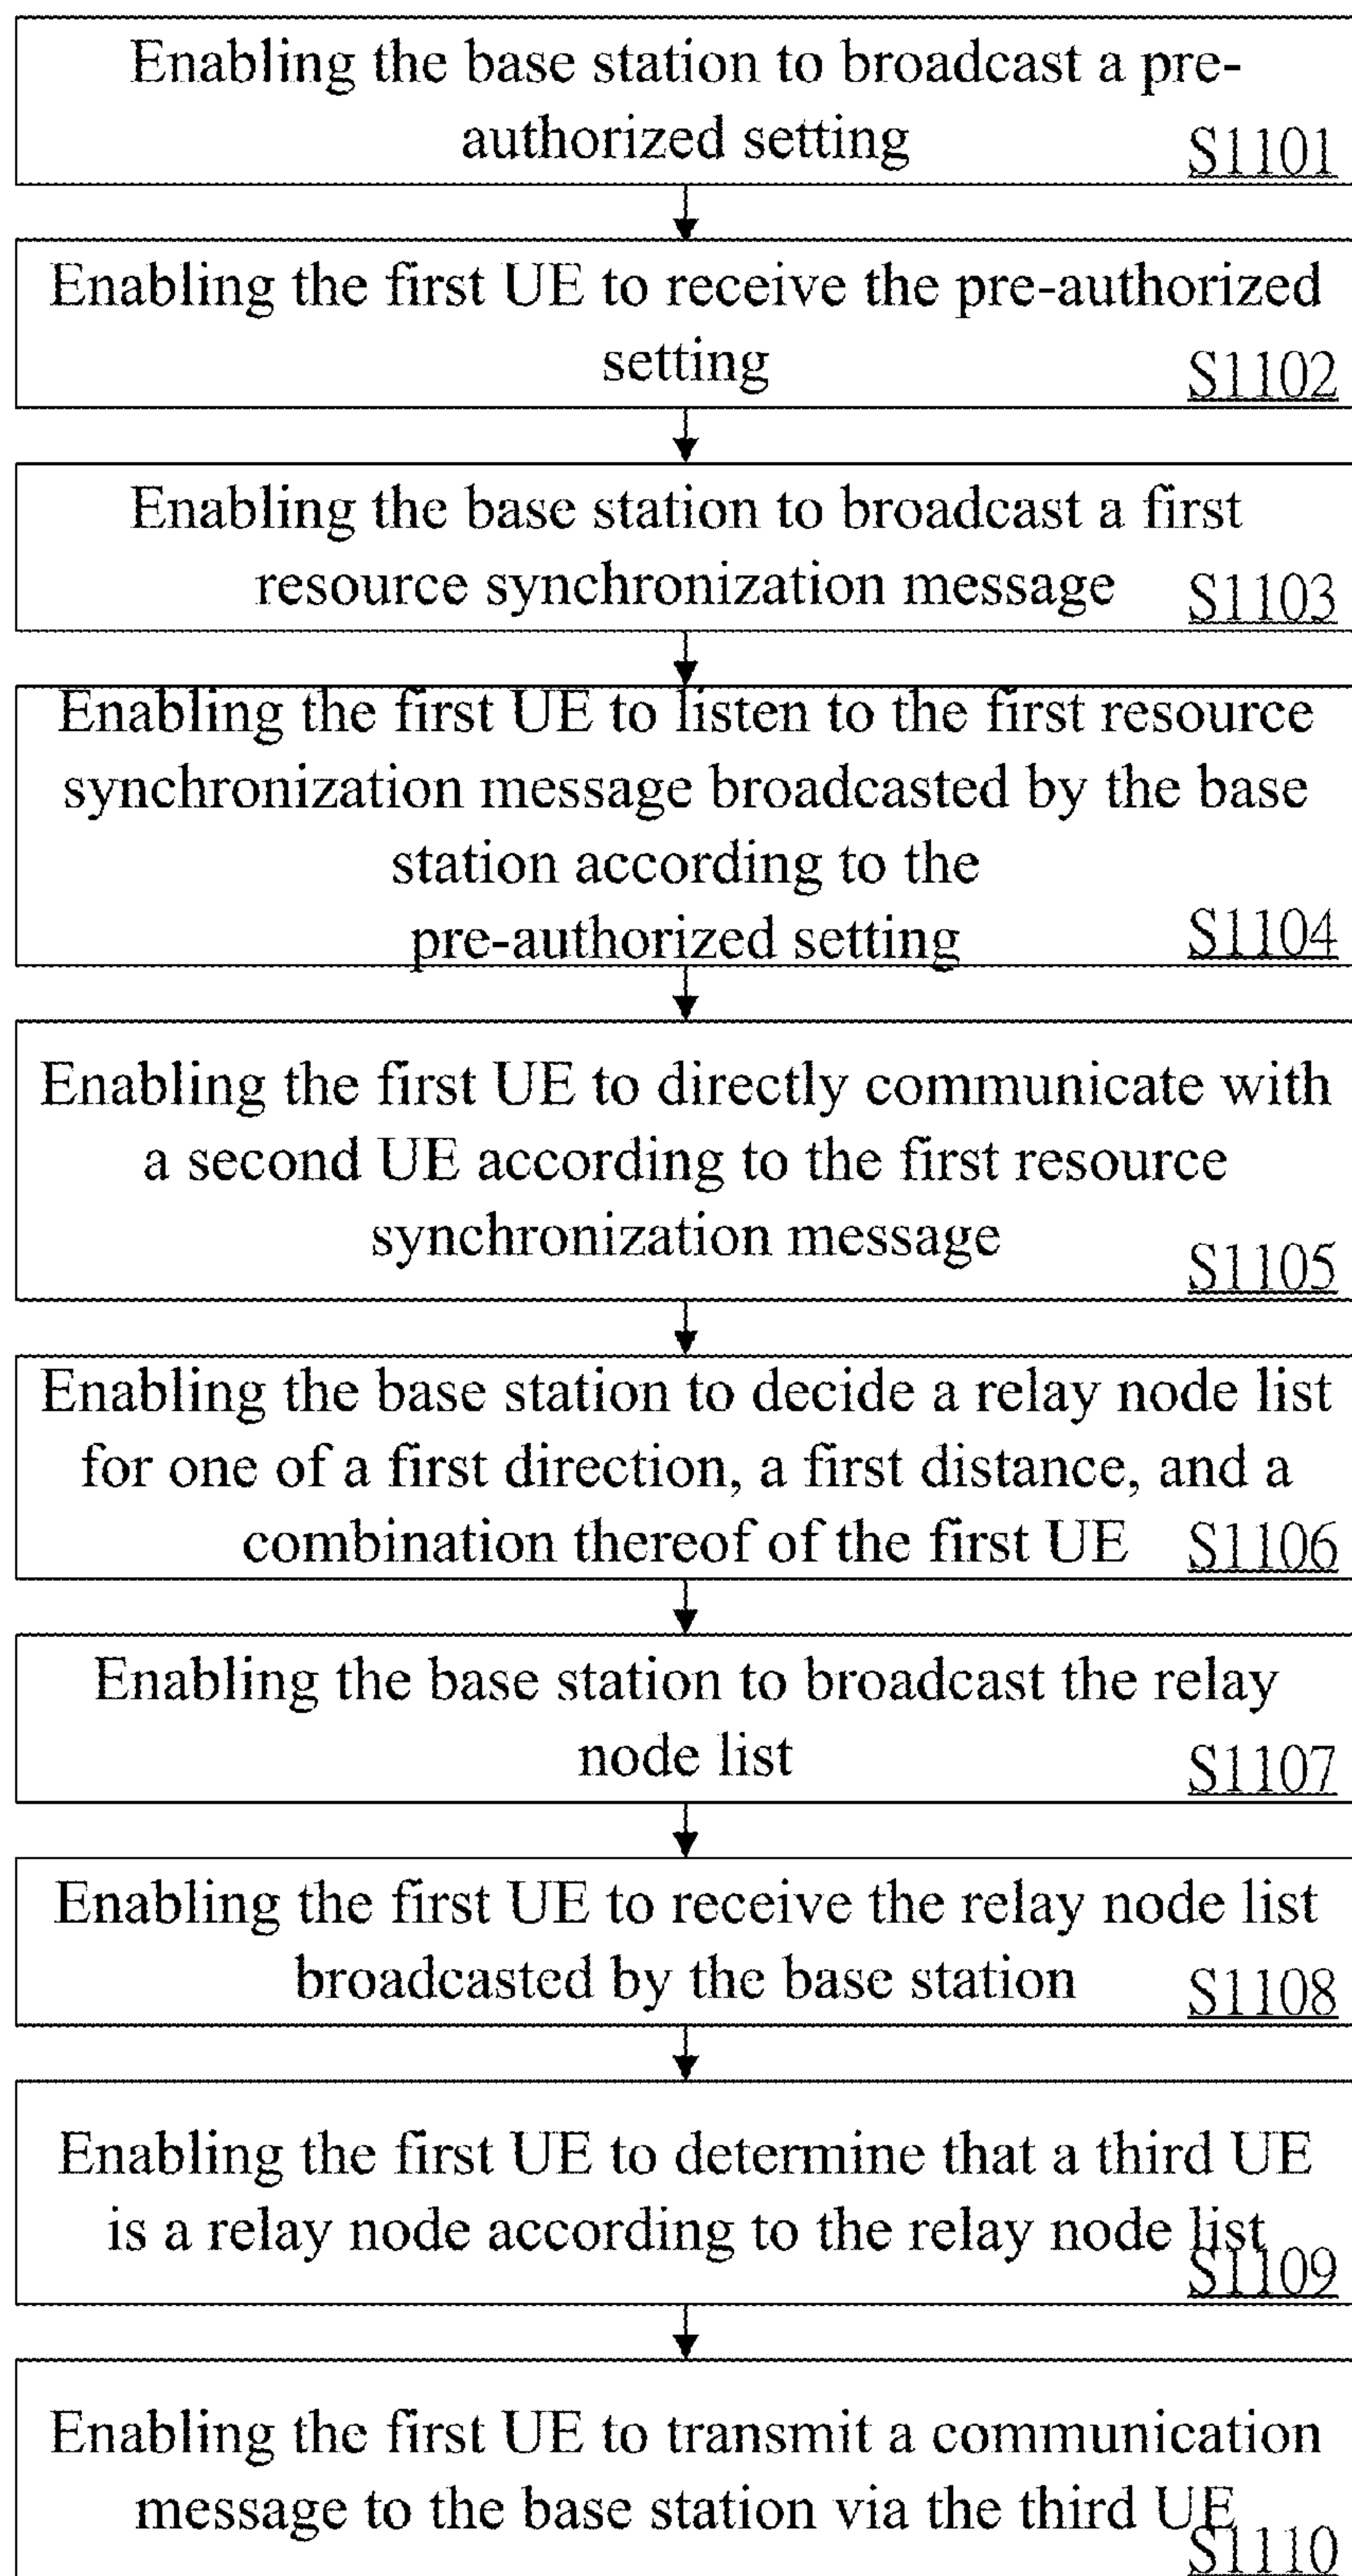 Enabling the base station to broadcast a pre-
authorized setting
S1101
Enabling the first UE to receive the pre-authorized
setting
S1102
Enabling the base station to broadcast a first
resource synchronization message
S1103
Enabling the first UE to listen to the first resource
synchronization message broadcasted by the base
station according to the
pre-authorized setting
S1104
Enabling the first UE to directly communicate with
a second UE according to the first resource
synchronization message
S1105
Enabling the base station to decide a relay node list
for one of a first direction, a first distance, and a
combination thereof of the first UE
S1106
Enabling the base station to broadcast the relay
node list
S1107
Enabling the first UE to receive the relay node list
broadcasted by the base station
S1108
Enabling the first UE to determine that a third UE
is a relay node according to the relay node list
S1109
Enabling the first UE to transmit a communication
message to the base station via the third UE
S1110